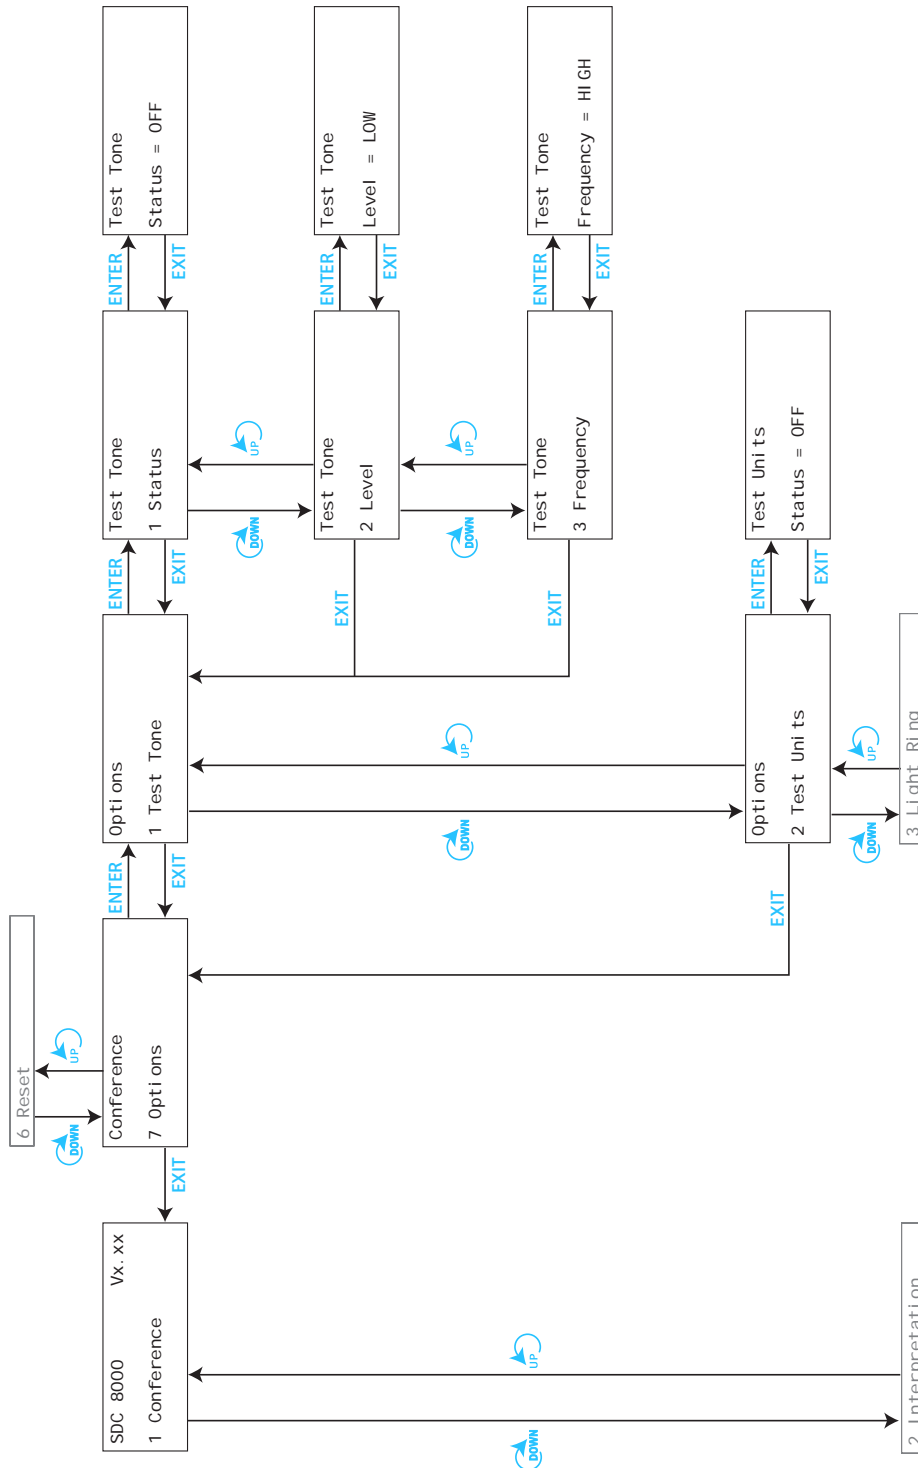 SDC 8000 Vx.xx
1 Conference
DOWN
UP
2 Interpretation
EXIT
6 Reset
DOWN
UP
Conference
7 Options
ENTER
EXIT
Options
1 Test Tone
ENTER
EXIT
Test Tone
1 Status
ENTER
EXIT
Test Tone
Status = OFF
DOWN
UP
EXIT
Test Tone
2 Level
ENTER
EXIT
Test Tone
Level = LOW
DOWN
UP
EXIT
Test Tone
3 Frequency
ENTER
EXIT
Test Tone
Frequency = HIGH
DOWN
UP
EXIT
Options
2 Test Units
ENTER
EXIT
Test Units
Status = OFF
DOWN
UP
3 Light Ring